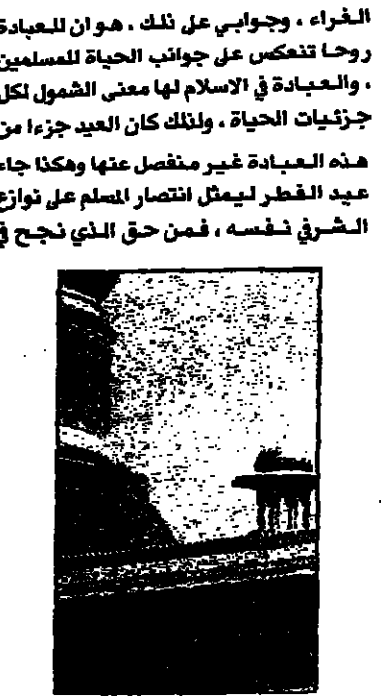 الغراء ، وجوابي على ذلك ، هو ان للعبادة
روحا تنعكس على جوانب الحياة للمسلمين
، والعبادة في الاسلام لها معنى الشمول لكل
جزئيات الحياة ، ولذلك كان العيد جزءا من
هذه العبادة غير منفصل عنها وهكذا جاء
عيد الفطر ليمثل انتصار المسلم على نوازع
الشر في نفسه ، فمن حق الذي نجح في